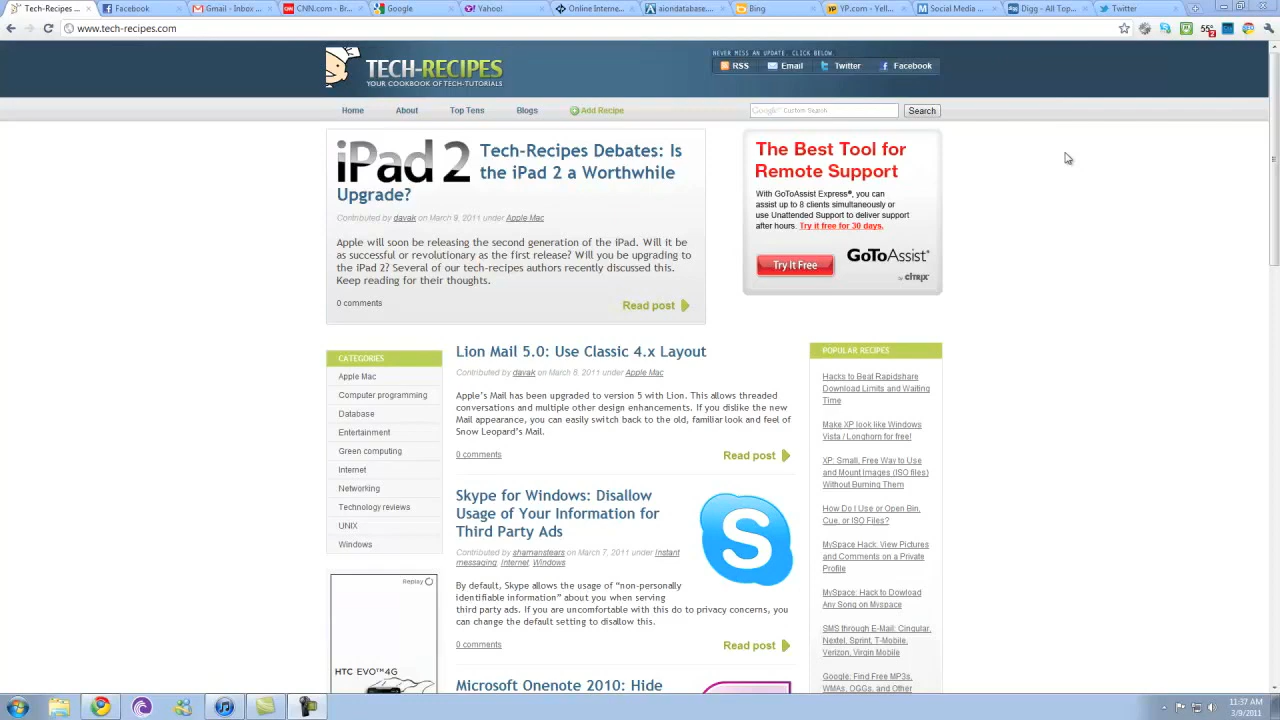 Tech-Recipes ...
Facebook
Gmail - Inbox ...
CNN.com - Br...
Google
Yahoo!
Online Interne...
aiondatabase...
Bing
YP.com - Yello...
Social Media ...
Digg - All Top...
Twitter
www.tech-recipes.com
TECH-RECIPES
YOUR COOKBOOK OF TECH-TUTORIALS
NEVER MISS AN UPDATE. CLICK BELOW.
RSS Email Twitter Facebook
Home About Top Tens Blogs Add Recipe
Google™ Custom Search Search
iPad 2
Tech-Recipes Debates: Is
the iPad 2 a Worthwhile
Upgrade?
Contributed by davak on March 9, 2011 under Apple Mac
Apple will soon be releasing the second generation of the iPad. Will it be
as successful or revolutionary as the first release? Will you be upgrading to
the iPad 2? Several of our tech-recipes authors recently discussed this.
Keep reading for their thoughts.
0 comments
Read post
The Best Tool for
Remote Support
With GoToAssist Express®, you can
assist up to 8 clients simultaneously or
use Unattended Support to deliver support
after hours. Try it free for 30 days.
Try It Free
GoToAssist
by citrix
CATEGORIES
Apple Mac
Computer programming
Database
Entertainment
Green computing
Internet
Networking
Technology reviews
UNIX
Windows
Replay
HTC EVO™4G
Lion Mail 5.0: Use Classic 4.x Layout
Contributed by davak on March 8, 2011 under Apple Mac
Apple's Mail has been upgraded to version 5 with Lion. This allows threaded
conversations and multiple other design enhancements. If you dislike the new
Mail appearance, you can easily switch back to the old, familiar look and feel of
Snow Leopard's Mail.
0 comments
Read post
Skype for Windows: Disallow
Usage of Your Information for
Third Party Ads
Contributed by shamanstears on March 7, 2011 under Instant
messaging, Internet, Windows
By default, Skype allows the usage of "non-personally
identifiable information" about you when serving
third party ads. If you are uncomfortable with this do to privacy concerns, you
can change the default setting to disallow this.
0 comments
Read post
Microsoft Onenote 2010: Hide
POPULAR RECIPES
Hacks to Beat Rapidshare
Download Limits and Waiting
Time
Make XP look like Windows
Vista / Longhorn for free!
XP: Small, Free Way to Use
and Mount Images (ISO files)
Without Burning Them
How Do I Use or Open Bin,
Cue, or ISO Files?
MySpace Hack: View Pictures
and Comments on a Private
Profile
MySpace: Hack to Dowload
Any Song on Myspace
SMS through E-Mail: Cingular,
Nextel, Sprint, T-Mobile,
Verizon, Virgin Mobile
Google: Find Free MP3s,
WMAs, OGGs, and Other
11:37 AM
3/9/2011